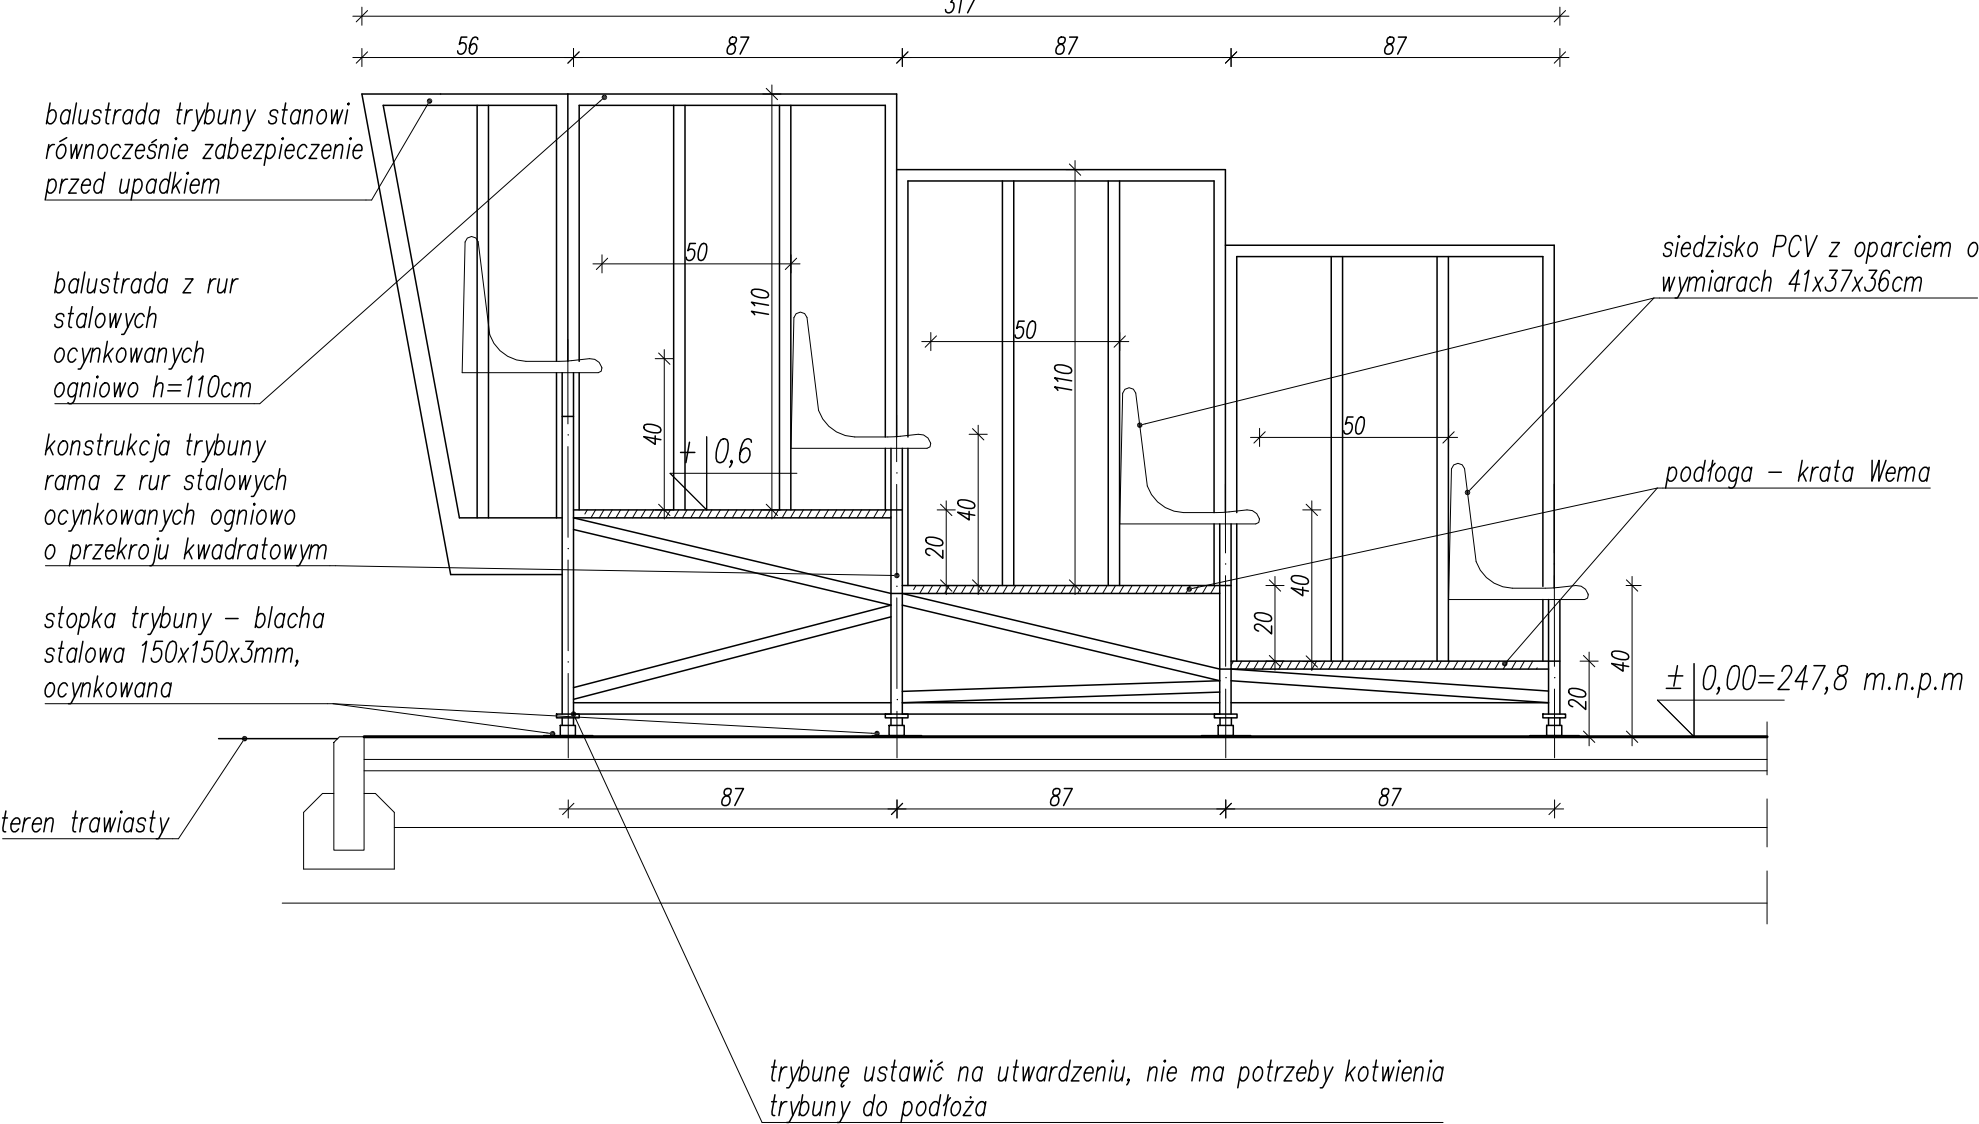 317
56 87 87 87
balustrada trybuny stanowi
równocześnie zabezpieczenie
przed upadkiem
balustrada z rur
stalowych
ocynkowanych
ogniowo h=110cm
konstrukcja trybuny
rama z rur stalowych
ocynkowanych ogniowo
o przekroju kwadratowym
stopka trybuny – blacha
stalowa 150x150x3mm,
ocynkowana
teren trawiasty
50
110
40
+ 0,6
50
110
40
20
50
40
20
40
20
siedzisko PCV z oparciem o
wymiarach 41x37x36cm
podłoga – krata Wema
± 0,00=247,8 m.n.p.m
87 87 87
trybunę ustawić na utwardzeniu, nie ma potrzeby kotwienia
trybuny do podłoża